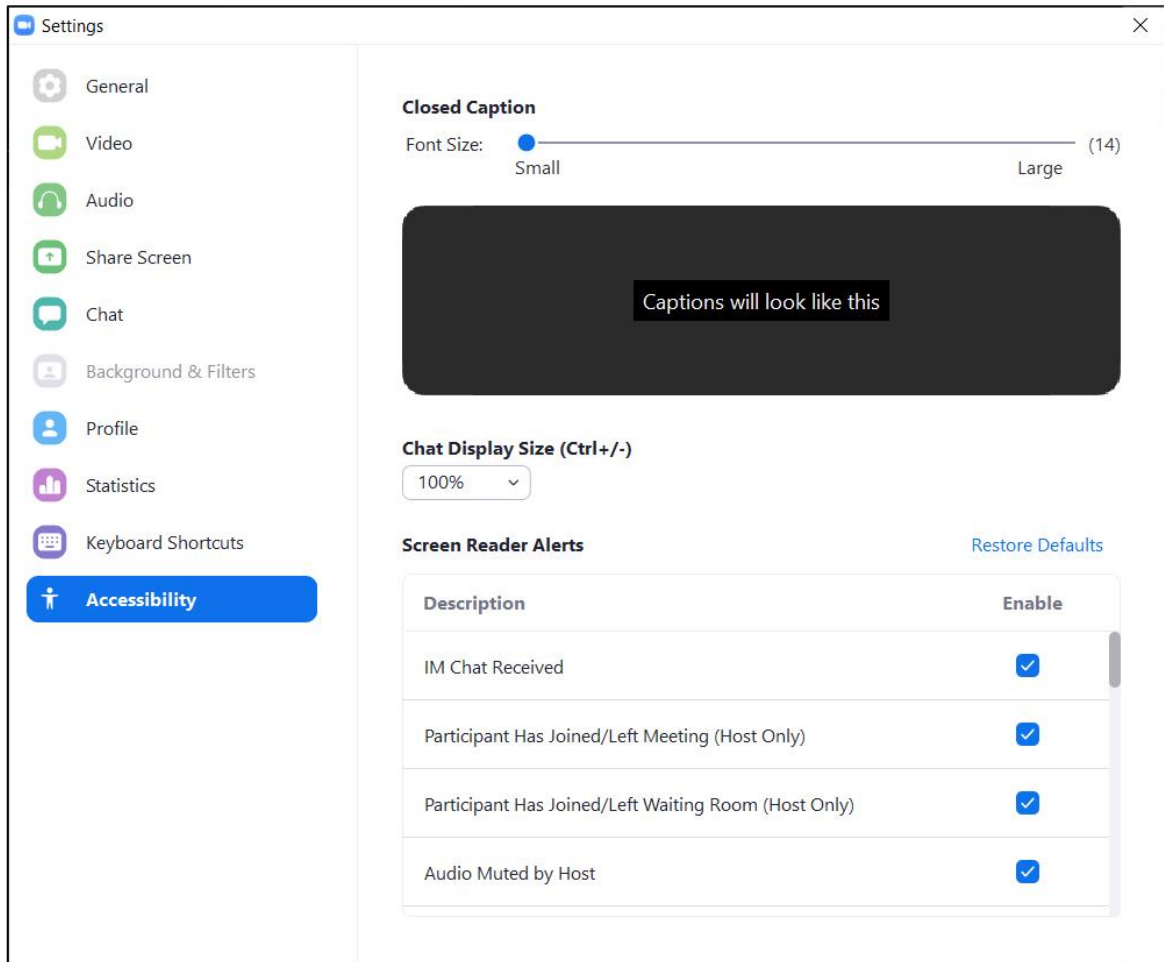 Settings
General
Video
Audio
Share Screen
Chat
Background & Filters
Profile
Statistics
Keyboard Shortcuts
Accessibility
Closed Caption
Font Size: (14)
Small Large
Captions will look like this
Chat Display Size (Ctrl+/-)
100%
Screen Reader Alerts Restore Defaults
Description Enable
IM Chat Received
Participant Has Joined/Left Meeting (Host Only)
Participant Has Joined/Left Waiting Room (Host Only)
Audio Muted by Host